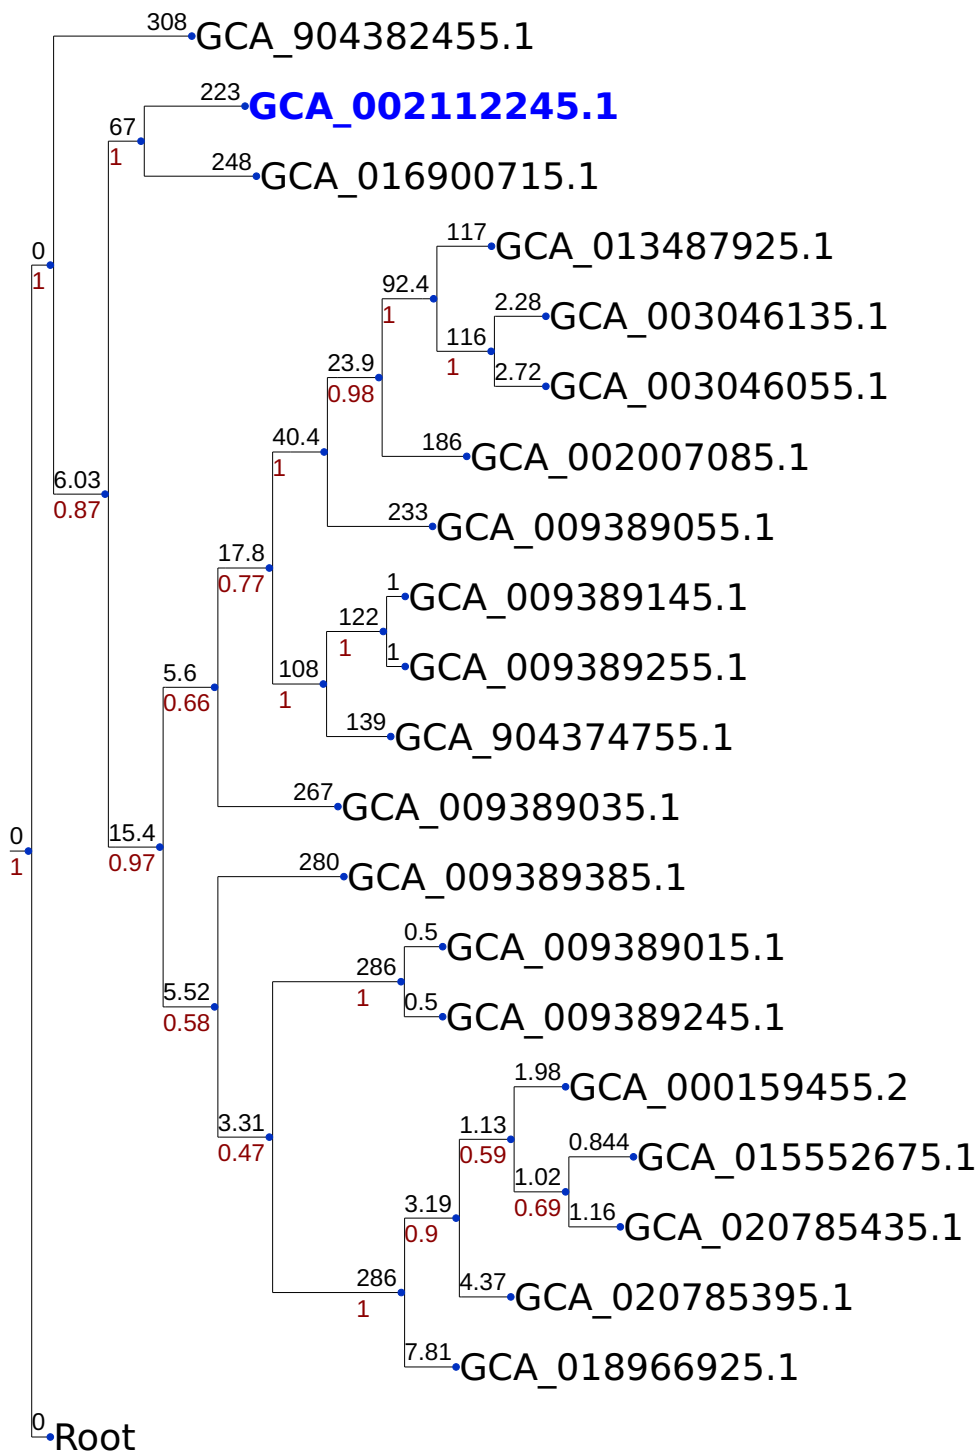 308 GCA_904382455.1
223 GCA_002112245.1
67
1
248 GCA_016900715.1
117 GCA_013487925.1
0
1
92.4
1
2.28 GCA_003046135.1
116
1
23.9
0.98
2.72 GCA_003046055.1
40.4
1
186 GCA_002007085.1
6.03
0.87
233 GCA_009389055.1
17.8
0.77
1 GCA_009389145.1
122
1
1 GCA_009389255.1
108
1
5.6
0.66
139 GCA_904374755.1
267 GCA_009389035.1
15.4
0.97
0
1
280 GCA_009389385.1
0.5 GCA_009389015.1
286
1
5.52
0.58
0.5 GCA_009389245.1
1.98 GCA_000159455.2
3.31
0.47
1.13
0.59
0.844 GCA_015552675.1
1.02
0.69
3.19
0.9
1.16 GCA_020785435.1
286
1
4.37 GCA_020785395.1
7.81 GCA_018966925.1
0 Root